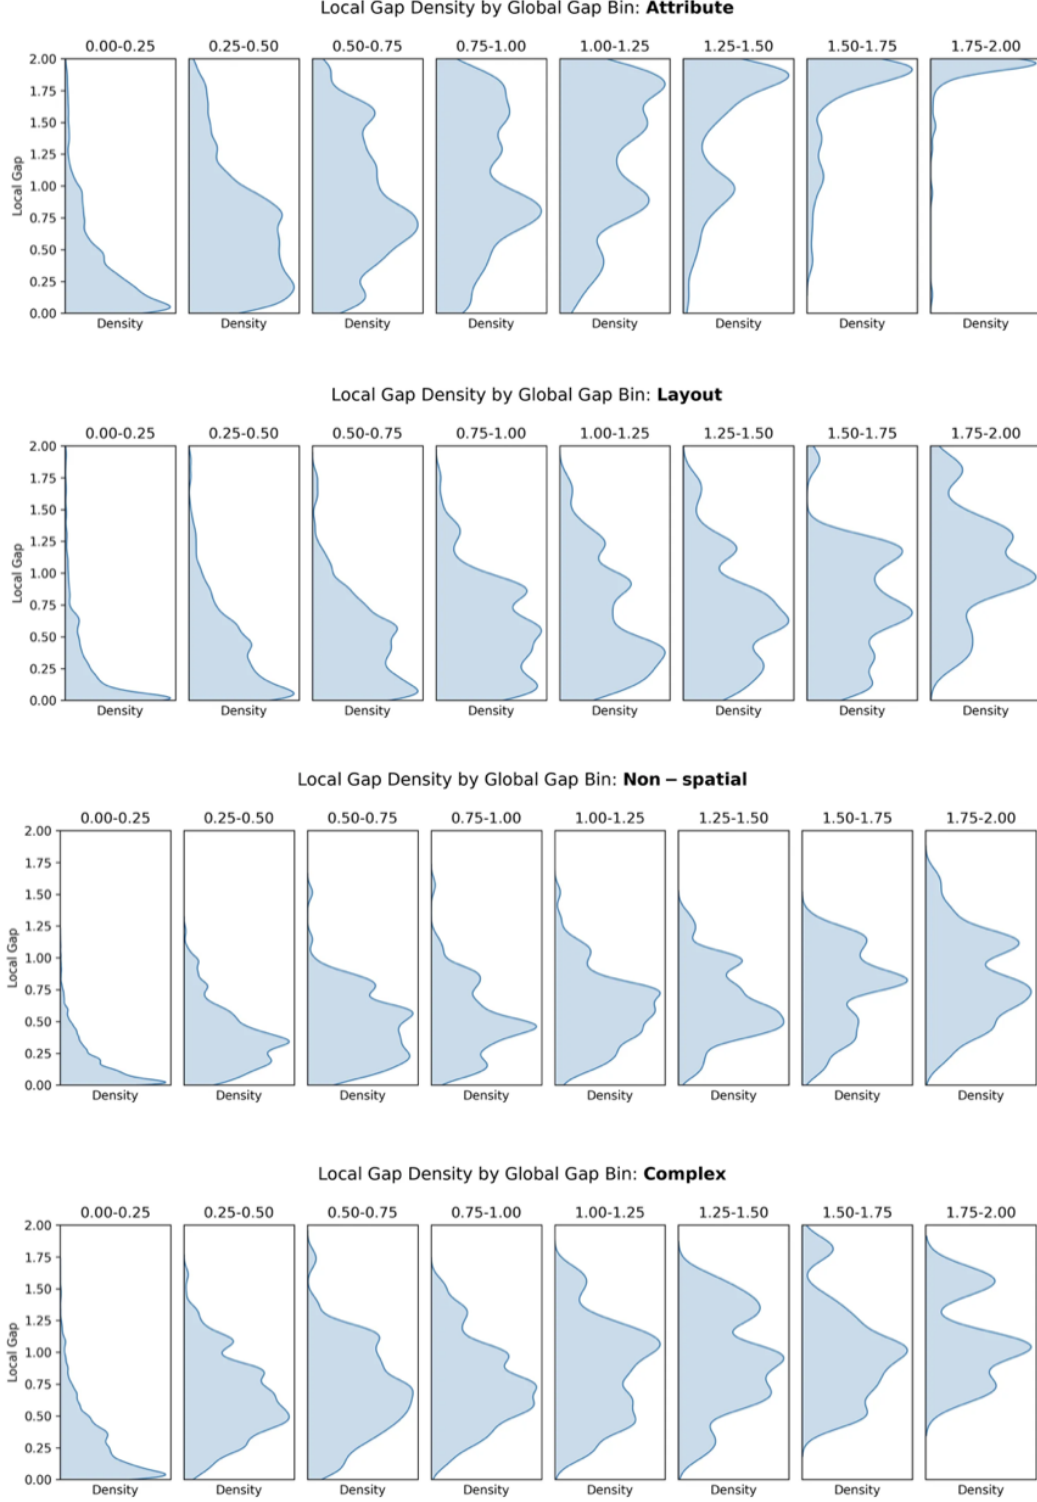 Local Gap Density by Global Gap Bin: Attribute
0.00-0.25 0.25-0.50 0.50-0.75 0.75-1.00 1.00-1.25 1.25-1.50 1.50-1.75 1.75-2.00
2.00
1.75
1.50
1.25
1.00
0.75
0.50
0.25
0.00
Local Gap
Density Density Density Density Density Density Density Density
Local Gap Density by Global Gap Bin: Layout
0.00-0.25 0.25-0.50 0.50-0.75 0.75-1.00 1.00-1.25 1.25-1.50 1.50-1.75 1.75-2.00
2.00
1.75
1.50
1.25
1.00
0.75
0.50
0.25
0.00
Local Gap
Density Density Density Density Density Density Density Density
Local Gap Density by Global Gap Bin: Non − spatial
0.00-0.25 0.25-0.50 0.50-0.75 0.75-1.00 1.00-1.25 1.25-1.50 1.50-1.75 1.75-2.00
2.00
1.75
1.50
1.25
1.00
0.75
0.50
0.25
0.00
Local Gap
Density Density Density Density Density Density Density Density
Local Gap Density by Global Gap Bin: Complex
0.00-0.25 0.25-0.50 0.50-0.75 0.75-1.00 1.00-1.25 1.25-1.50 1.50-1.75 1.75-2.00
2.00
1.75
1.50
1.25
1.00
0.75
0.50
0.25
0.00
Local Gap
Density Density Density Density Density Density Density Density